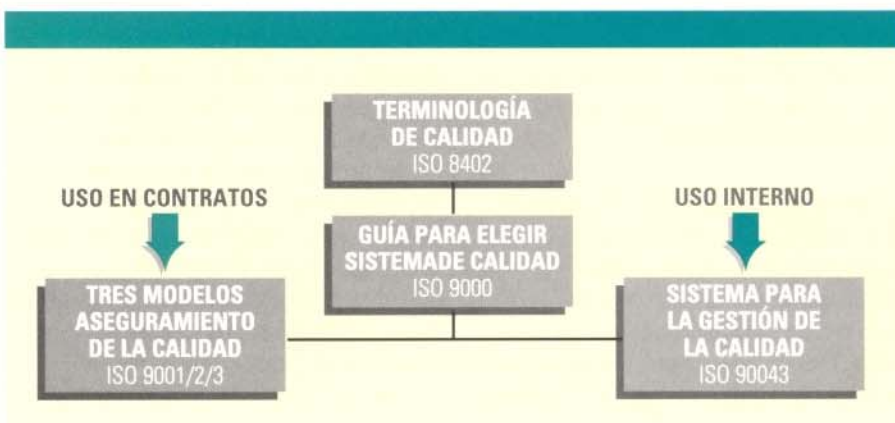 TERMINOLOGÍA
DE CALIDAD
ISO 8402
USO EN CONTRATOS
USO INTERNO
GUÍA PARA ELEGIR
SISTEMADE CALIDAD
ISO 9000
TRES MODELOS
ASEGURAMIENTO
DE LA CALIDAD
ISO 9001/2/3
SISTEMA PARA
LA GESTIÓN DE
LA CALIDAD
ISO 90043